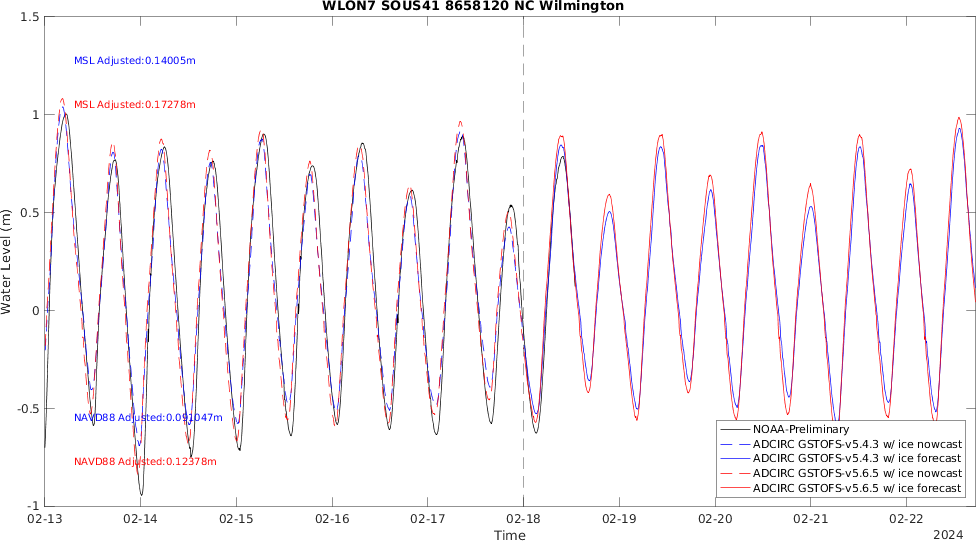 WLON7 SOUS41 8658120 NC Wilmington
1.5
MSL Adjusted:0.14005m
MSL Adjusted:0.17278m
1
0.5
Water Level (m)
0
-0.5
NAVD88 Adjusted:0.091047m
NAVD88 Adjusted:0.12378m
-1
NOAA-Preliminary
ADCIRC GSTOFS-v5.4.3 w/ ice nowcast
ADCIRC GSTOFS-v5.4.3 w/ ice forecast
ADCIRC GSTOFS-v5.6.5 w/ ice nowcast
ADCIRC GSTOFS-v5.6.5 w/ ice forecast
02-13 02-14 02-15 02-16 02-17 02-18 02-19 02-20 02-21 02-22
Time
2024